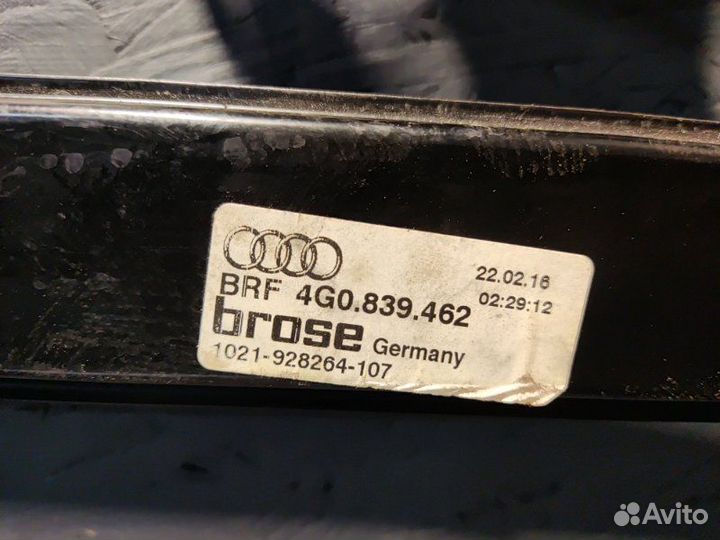 22.02.16
BRF 4G0.839.462
02:29:12
brose Germany
1021-928264-107
Avito